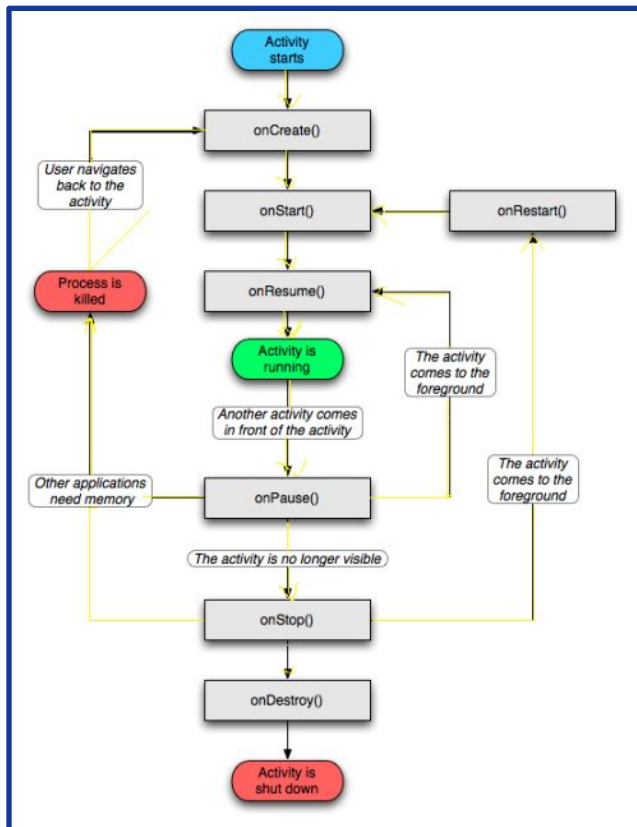 Activity
starts
onCreate()
User navigates
back to the
activity
onStart()
onRestart()
Process is
killed
onResume()
Activity is
running
The activity
comes to the
foreground
Another activity comes
in front of the activity
Other applications
need memory
onPause()
The activity
comes to the
foreground
The activity is no longer visible
onStop()
onDestroy()
Activity is
shut down